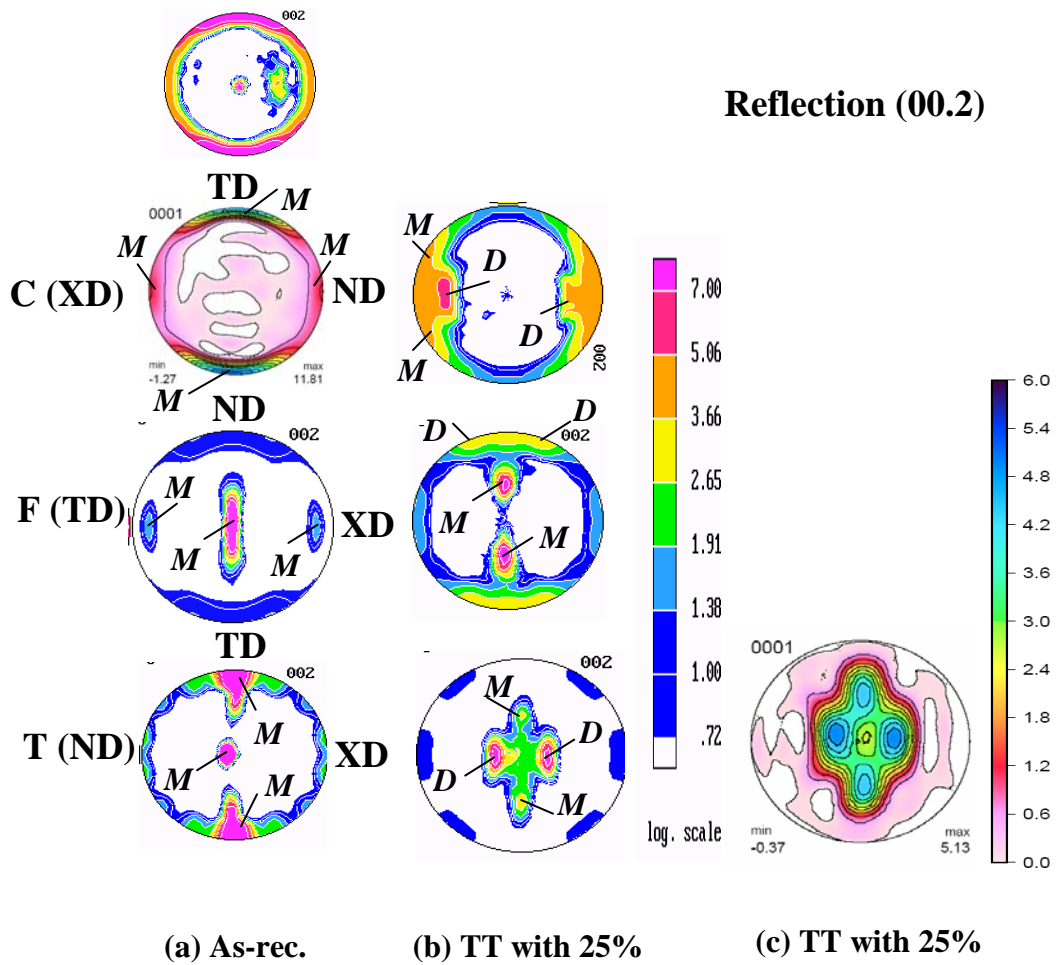 002
Reflection (00.2)
TD
M
0001
M
M
C (XD)
ND
min
-1.27
max
11.81
M
M
D
D
M
002
ND
002
M
F (TD)
XD
M
M
D
D
002
M
M
TD
002
M
T (ND)
XD
M
M
002
M
D
D
M
7.00
5.06
3.66
2.65
1.91
1.38
1.00
.72
log. scale
0001
min
-0.37
max
5.13
6.0
5.4
4.8
4.2
3.6
3.0
2.4
1.8
1.2
0.6
0.0
(a) As-rec.
(b) TT with 25%
(c) TT with 25%